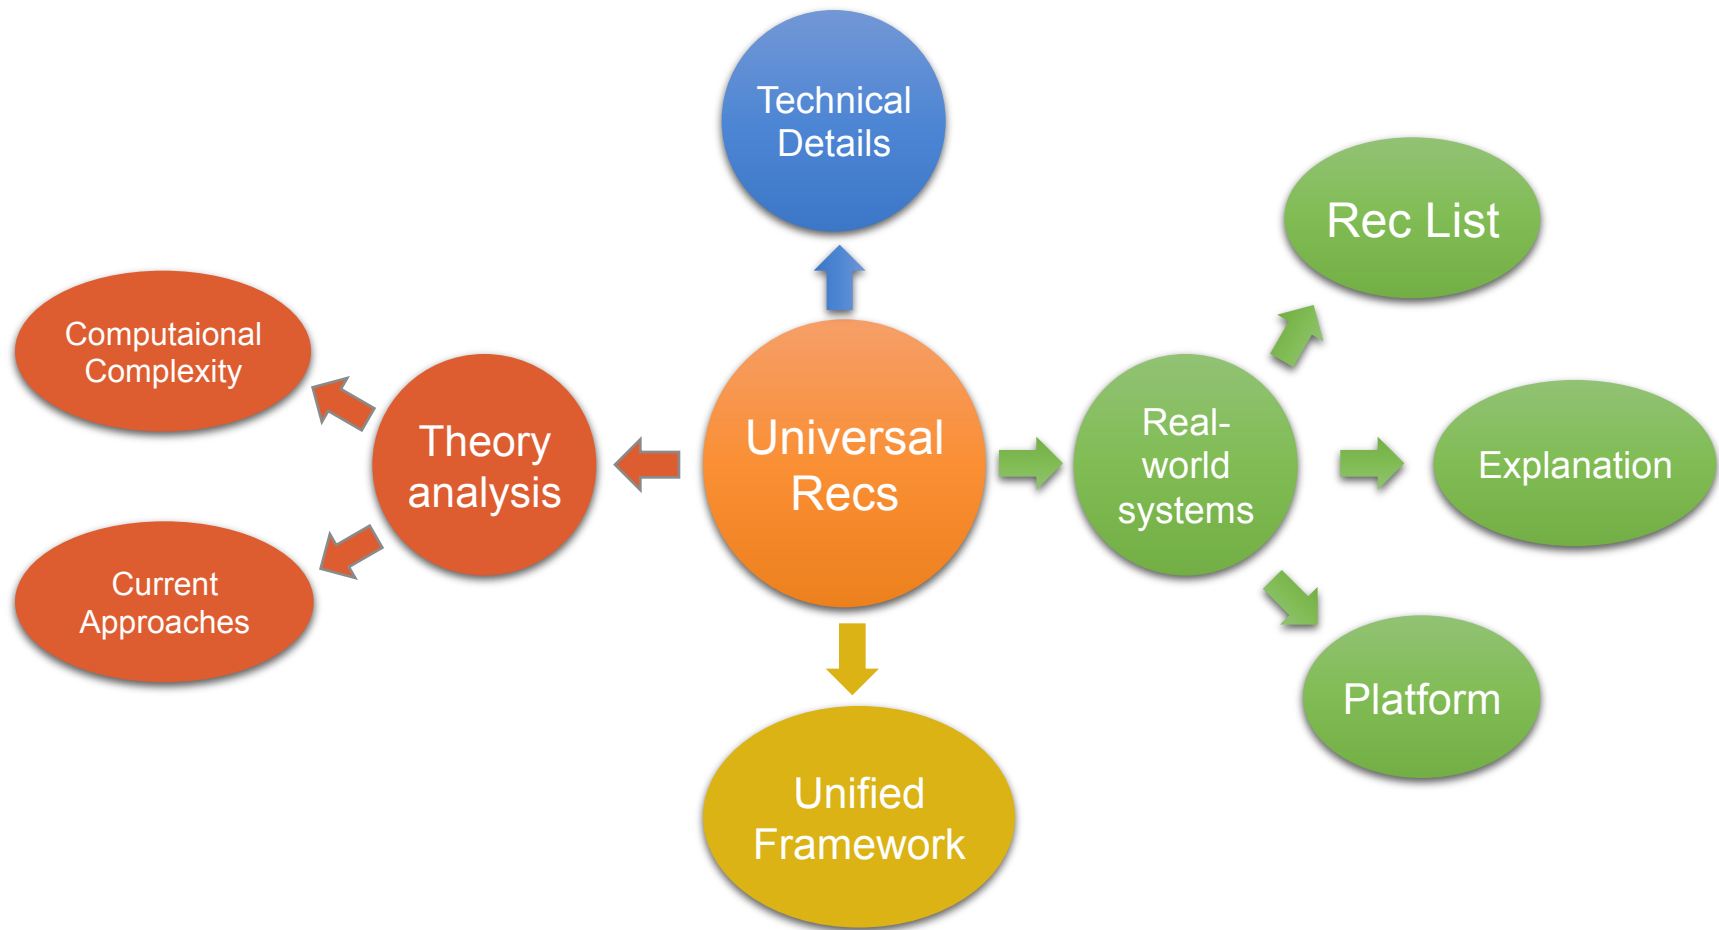 Technical
Details
Rec List
Computaional
Complexity
Theory
analysis
Universal
Recs
Real-
world
systems
Explanation
Current
Approaches
Platform
Unified
Framework